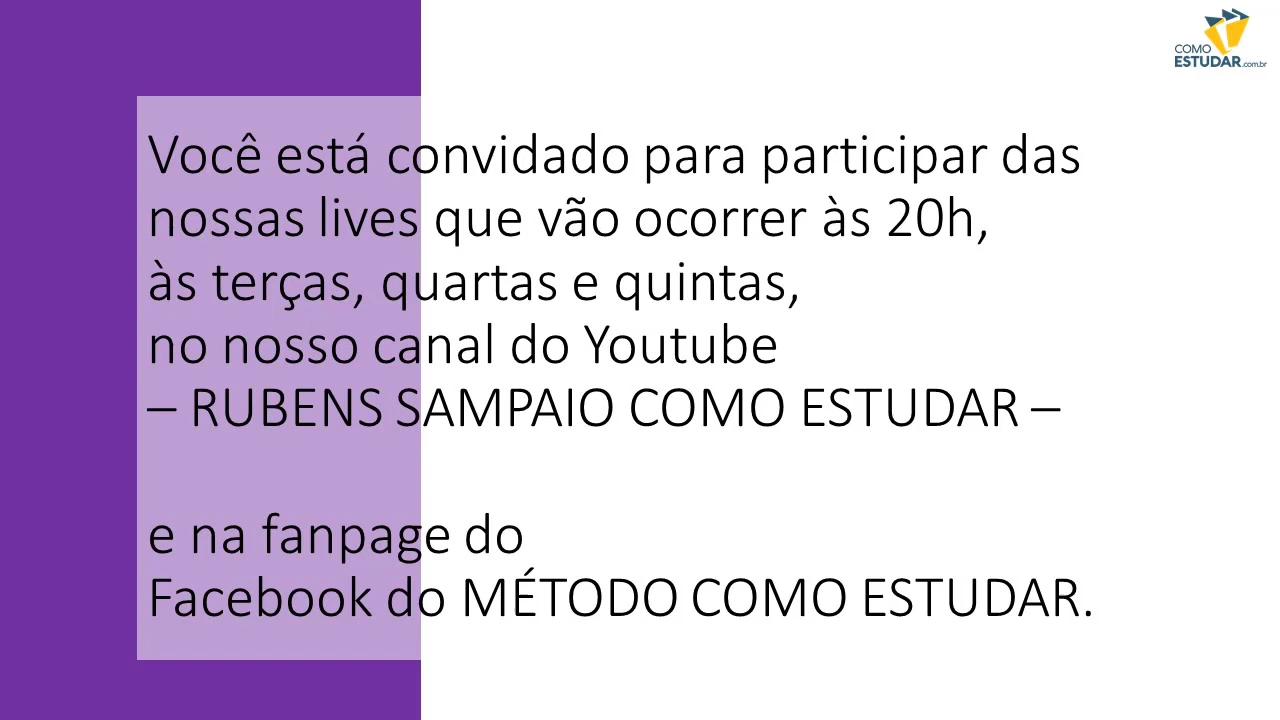 COMO
ESTUDAR.com.br
Você está convidado para participar das
nossas lives que vão ocorrer às 20h,
às terças, quartas e quintas,
no nosso canal do Youtube
– RUBENS SAMPAIO COMO ESTUDAR –
e na fanpage do
Facebook do MÉTODO COMO ESTUDAR.